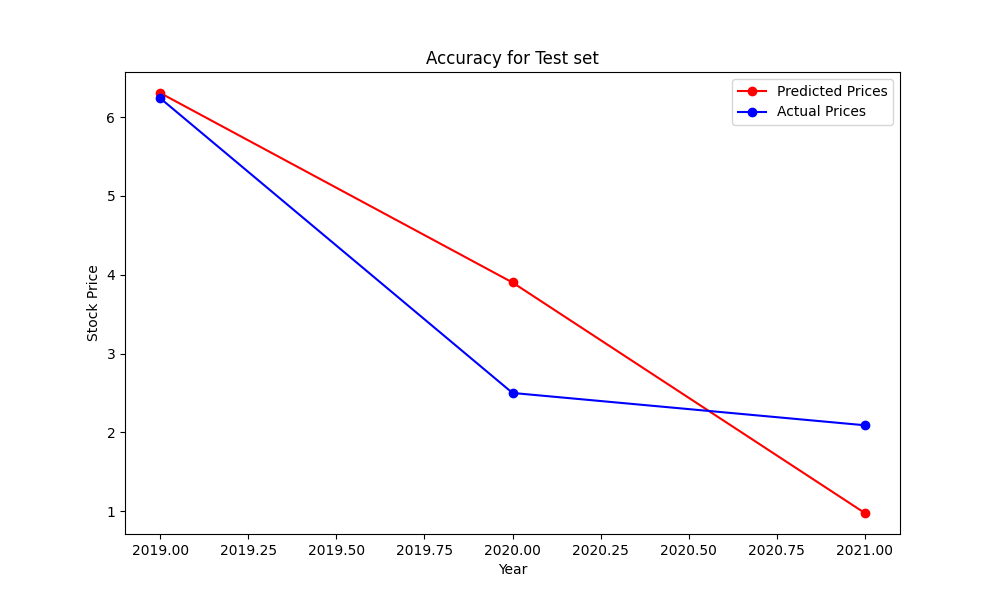 Accuracy for Test set
Predicted Prices
Actual Prices
Stock Price
6
5
4
3
2
1
2019.00 2019.25 2019.50 2019.75 2020.00 2020.25 2020.50 2020.75 2021.00
Year